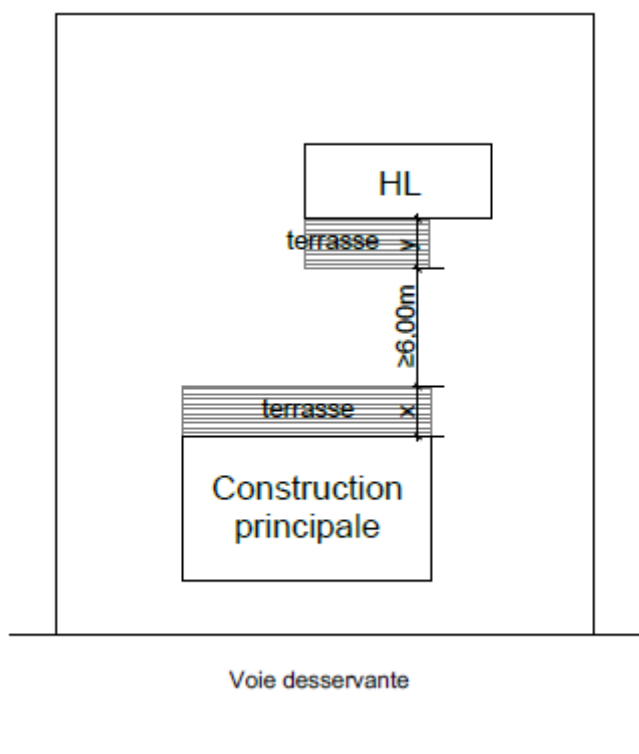 HL
terrasse
y
≥6,00m
terrasse
x
Construction
principale
Voie desservante